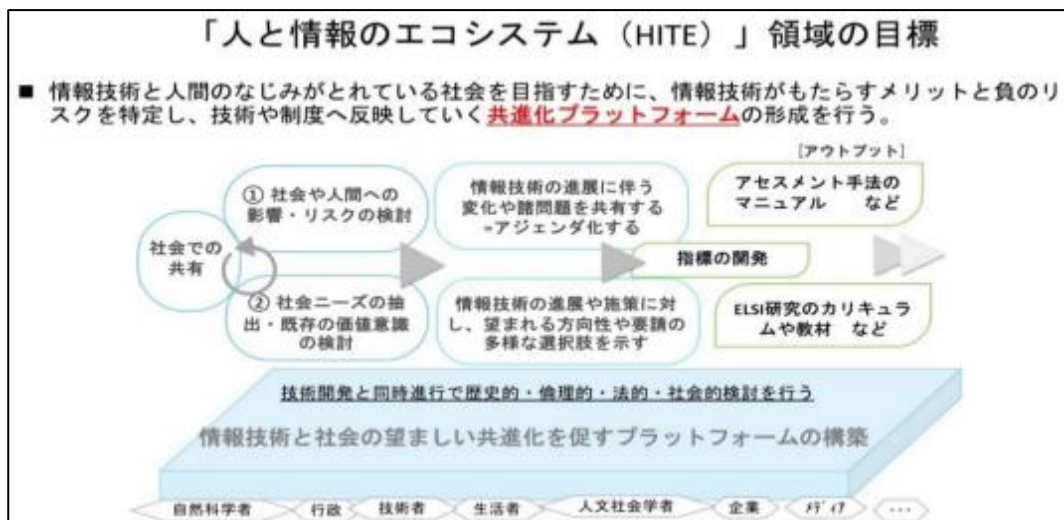 「人と情報のエコシステム（HITE）」領域の目標
■ 情報技術と人間のなじみがとれている社会を目指すために、情報技術がもたらすメリットと負のリ
スクを特定し、技術や制度へ反映していく共進化プラットフォームの形成を行う。
[アウトプット]
社会での
共有
① 社会や人間への
影響・リスクの検討
② 社会ニーズの抽
出・既存の価値意識
の検討
情報技術の進展に伴う
変化や諸問題を共有する
=アジェンダ化する
情報技術の進展や施策に対
し、望まれる方向性や要請の
多様な選択肢を示す
アセスメント手法の
マニュアル など
指標の開発
ELSI研究のカリキュラ
ムや教材 など
技術開発と同時進行で歴史的・倫理的・法的・社会的検討を行う
情報技術と社会の望ましい共進化を促すプラットフォームの構築
自然科学者 行政 技術者 生活者 人文社会学者 企業 ﾒﾃﾞｨｱ ･･･